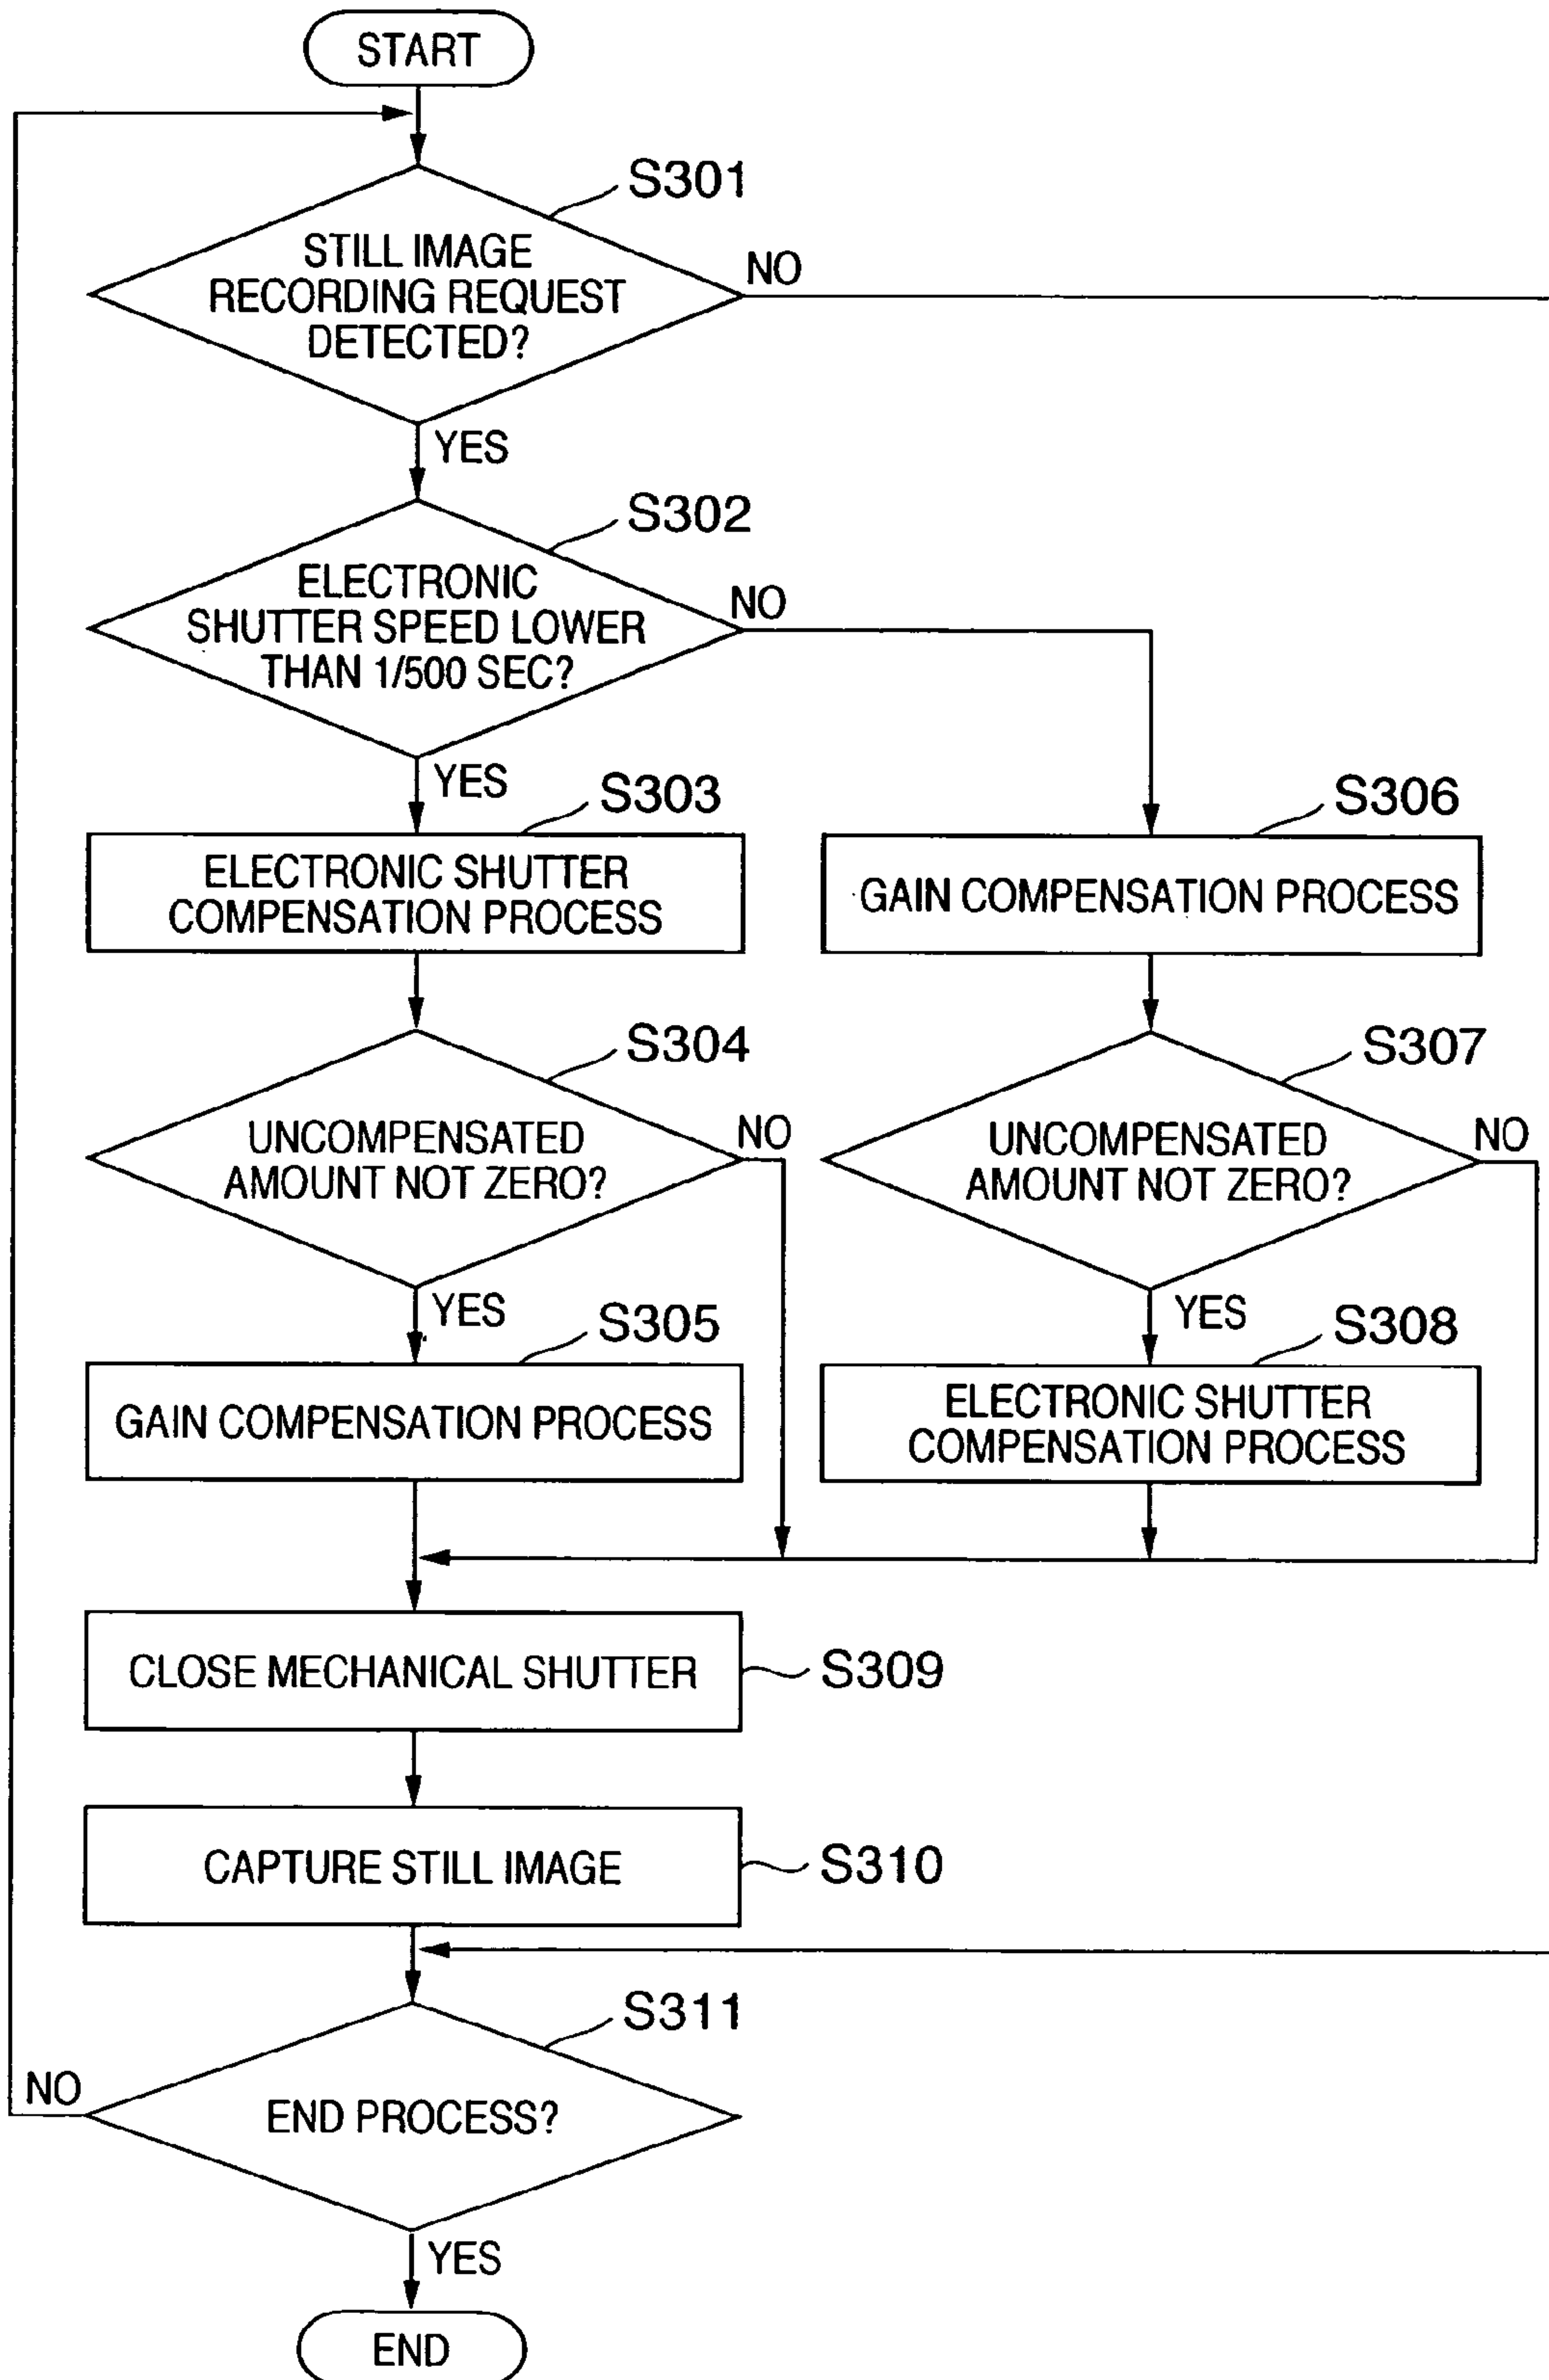 START
S301
STILL IMAGE
RECORDING REQUEST
DETECTED?
NO
YES
S302
ELECTRONIC
SHUTTER SPEED LOWER
THAN 1/500 SEC?
NO
YES
S303
ELECTRONIC SHUTTER
COMPENSATION PROCESS
S306
GAIN COMPENSATION PROCESS
S304
UNCOMPENSATED
AMOUNT NOT ZERO?
NO
YES
S307
UNCOMPENSATED
AMOUNT NOT ZERO?
NO
YES
S305
GAIN COMPENSATION PROCESS
S308
ELECTRONIC SHUTTER
COMPENSATION PROCESS
CLOSE MECHANICAL SHUTTER
S309
CAPTURE STILL IMAGE
S310
S311
END PROCESS?
NO
YES
END